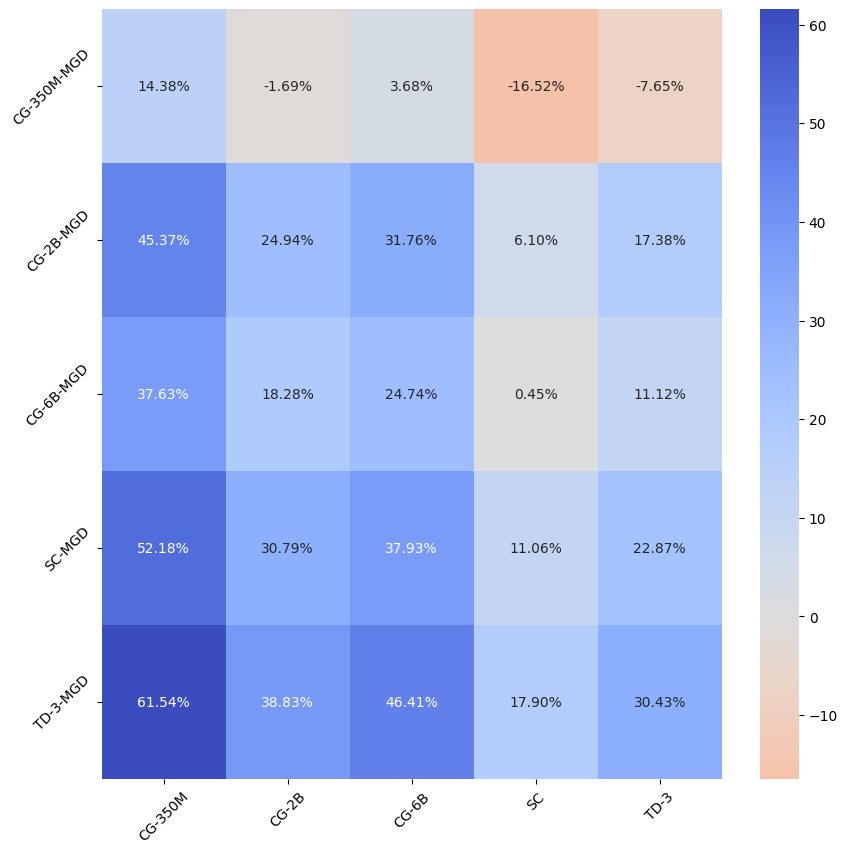 CG-350M-MGD 14.38% -1.69% 3.68% -16.52% -7.65%
CG-2B-MGD 45.37% 24.94% 31.76% 6.10% 17.38%
CG-6B-MGD 37.63% 18.28% 24.74% 0.45% 11.12%
SC-MGD 52.18% 30.79% 37.93% 11.06% 22.87%
TD-3-MGD 61.54% 38.83% 46.41% 17.90% 30.43%
CG-350M CG-2B CG-6B SC TD-3
60
50
40
30
20
10
0
−10